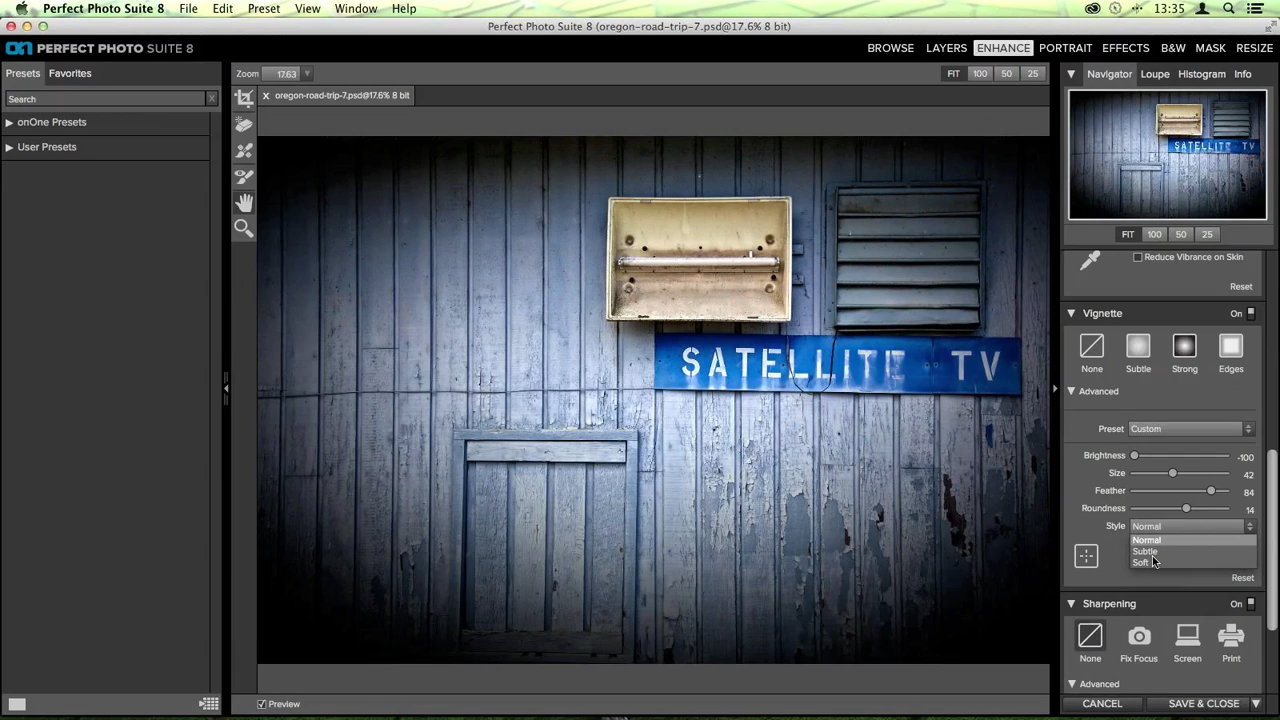 Perfect Photo Suite 8 File Edit Preset View Window Help 13:35
Perfect Photo Suite 8 (oregon-road-trip-7.psd@17.6% 8 bit)
on PERFECT PHOTO SUITE 8 BROWSE LAYERS ENHANCE PORTRAIT EFFECTS B&W MASK RESIZE
Presets Favorites Zoom 17.63 FIT 100 50 25 Navigator Loupe Histogram Info
Search X
x oregon-road-trip-7.psd@17.6% 8 bit
onOne Presets
User Presets
SATELLITE TV
SATELLITE TV
FIT 100 50 25
Reduce Vibrance on Skin
Reset
Vignette On
None Subtle Strong Edges
Advanced
Preset Custom
Brightness -100
Size 42
Feather 84
Roundness 14
Style Normal
Normal
Subtle
Soft
Reset
Sharpening On
None Fix Focus Screen Print
Advanced
Preview CANCEL SAVE & CLOSE